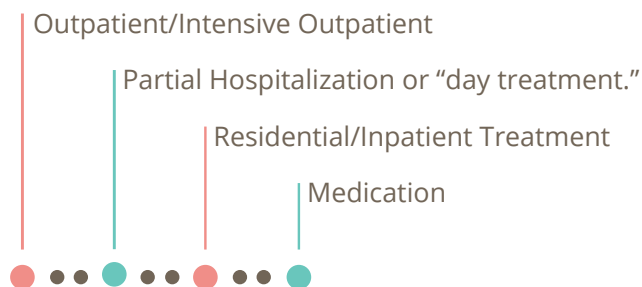 Outpatient/Intensive Outpatient
Partial Hospitalization or “day treatment.”
Residential/Inpatient Treatment
Medication